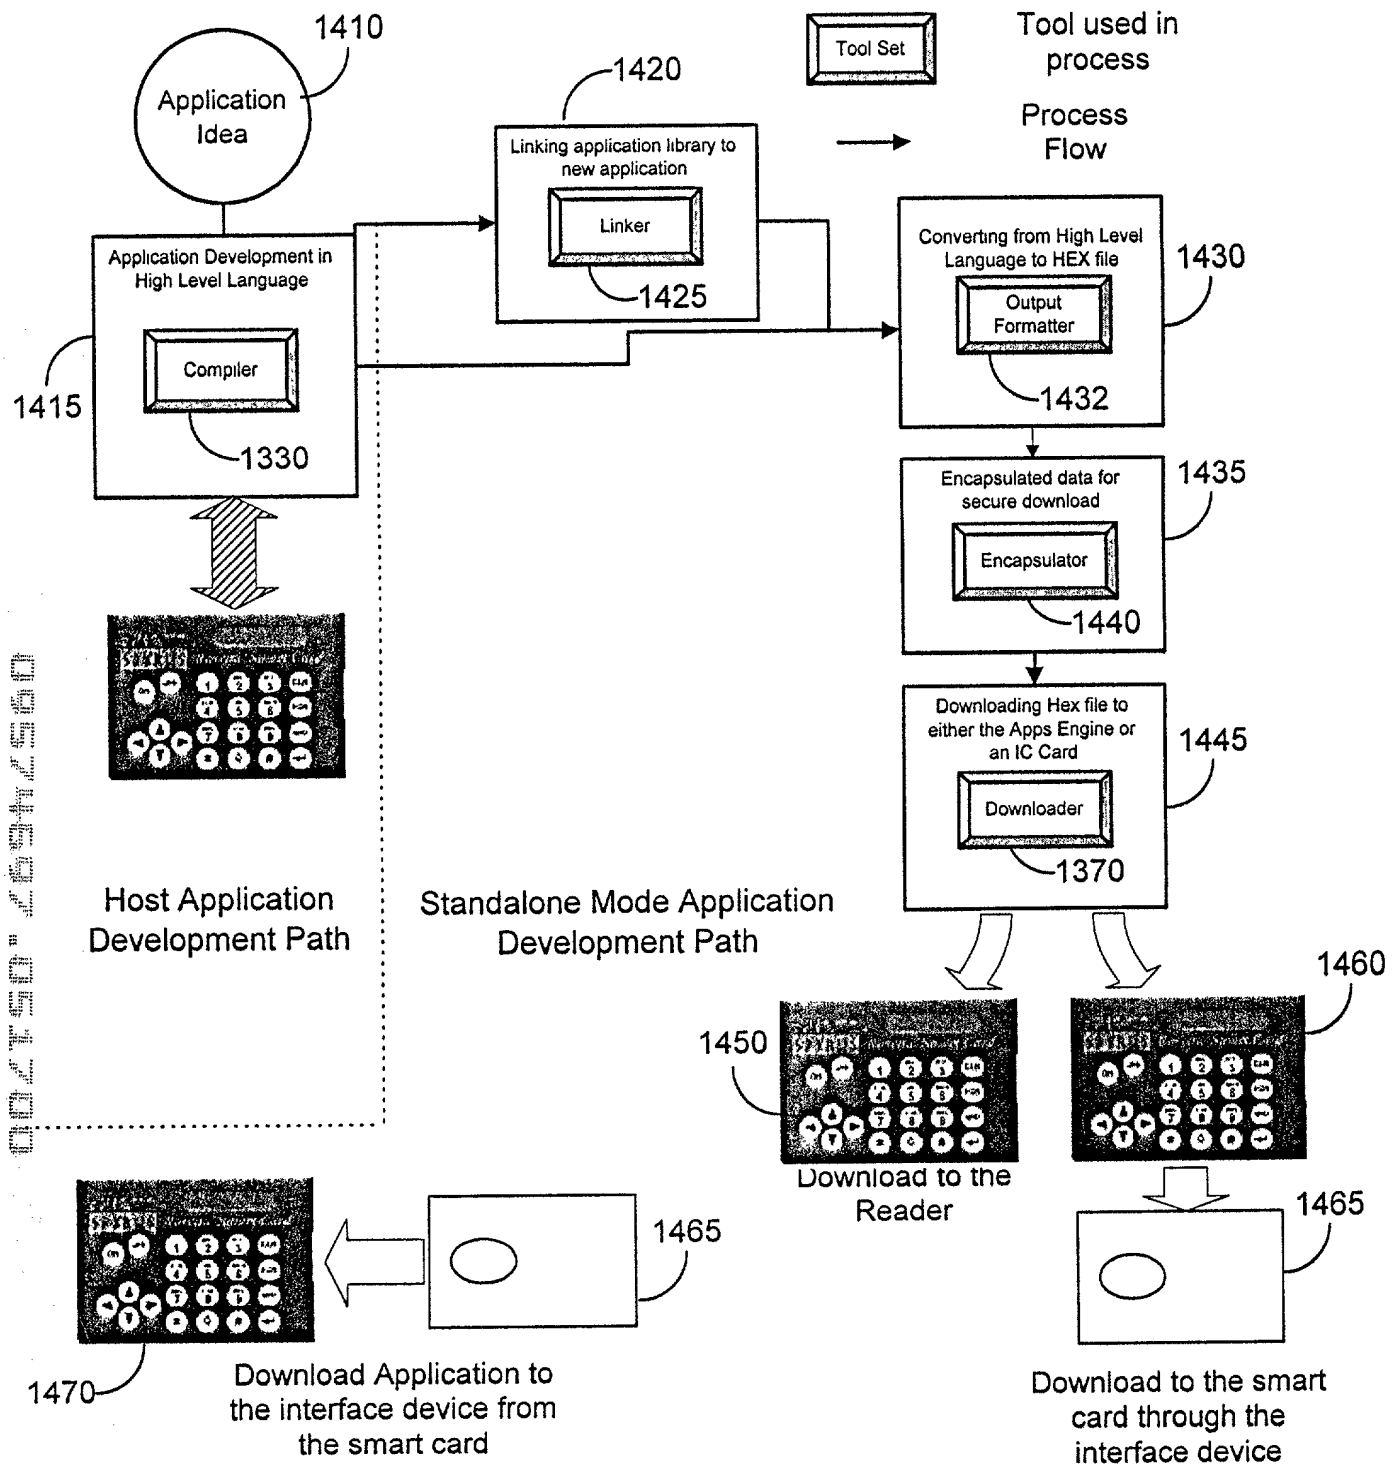 1410
Application
Idea
Tool Set
Tool used in
process
Process
Flow
1420
Linking application library to
new application
Linker
1425
Application Development in
High Level Language
Compiler
1415
1330
Converting from High Level
Language to HEX file
Output
Formatter
1430
1432
Encapsulated data for
secure download
Encapsulator
1435
1440
Downloading Hex file to
either the Apps Engine or
an IC Card
Downloader
1445
1370
Host Application
Development Path
Standalone Mode Application
Development Path
09574697.051700
1450
1460
Download to the
Reader
1465
1465
1470
Download Application to
the interface device from
the smart card
Download to the smart
card through the
interface device